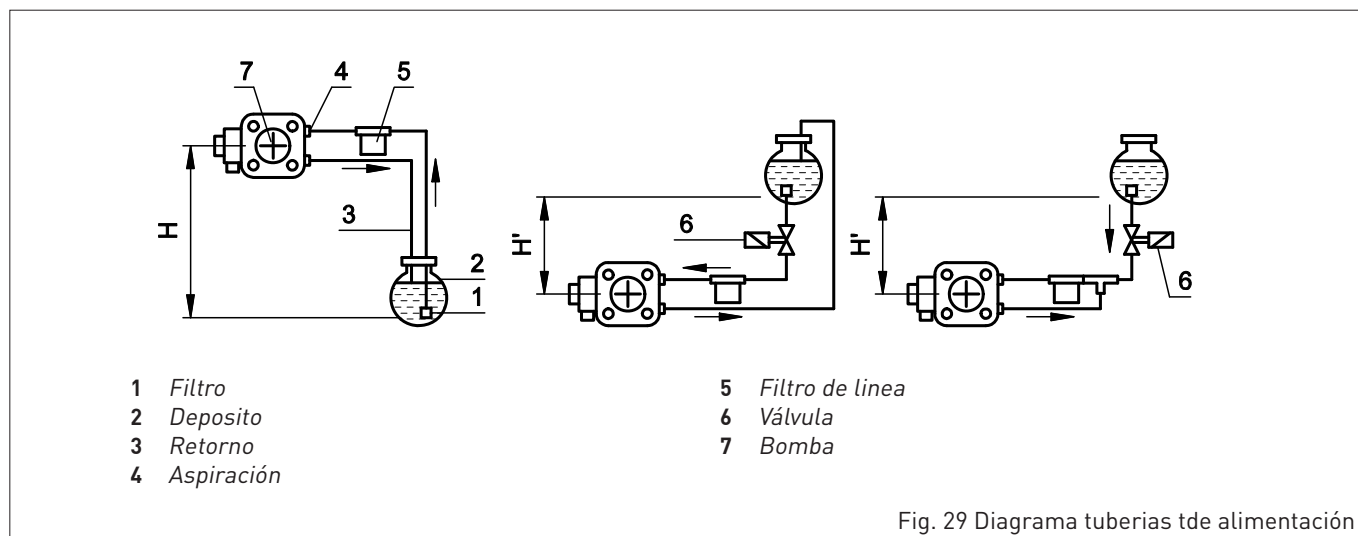 7 4 5
H
3
2
1
H'
6
H'
6
1 Filtro
2 Deposito
3 Retorno
4 Aspiración
5 Filtro de linea
6 Válvula
7 Bomba
Fig. 29 Diagrama tuberias tde alimentación